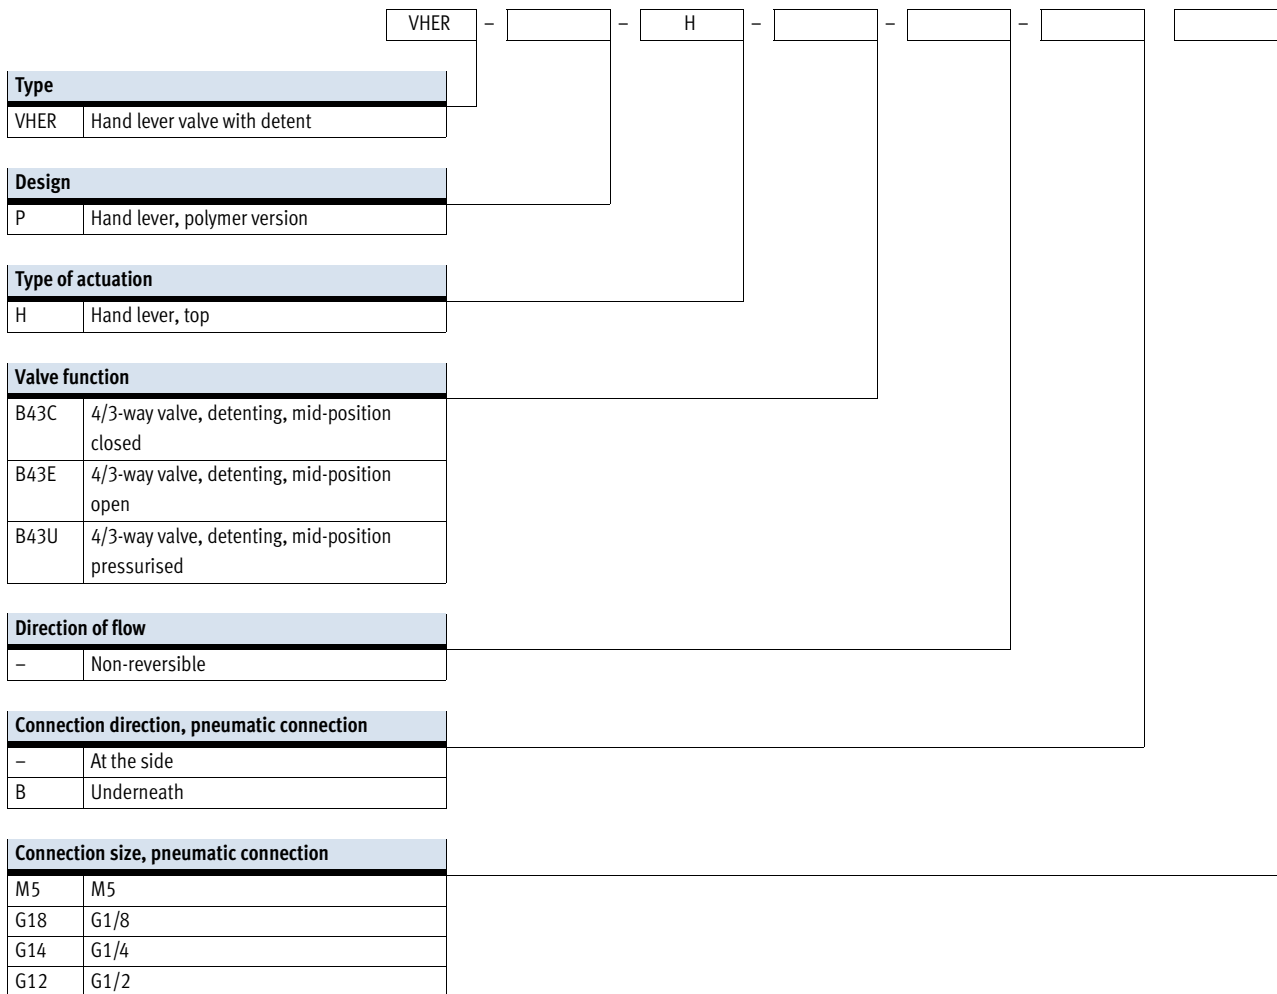 VHER – – H – – –
Type
VHER Hand lever valve with detent
Design
P Hand lever, polymer version
Type of actuation
H Hand lever, top
Valve function
B43C 4/3-way valve, detenting, mid-position
closed
B43E 4/3-way valve, detenting, mid-position
open
B43U 4/3-way valve, detenting, mid-position
pressurised
Direction of flow
– Non-reversible
Connection direction, pneumatic connection
– At the side
B Underneath
Connection size, pneumatic connection
M5 M5
G18 G1/8
G14 G1/4
G12 G1/2